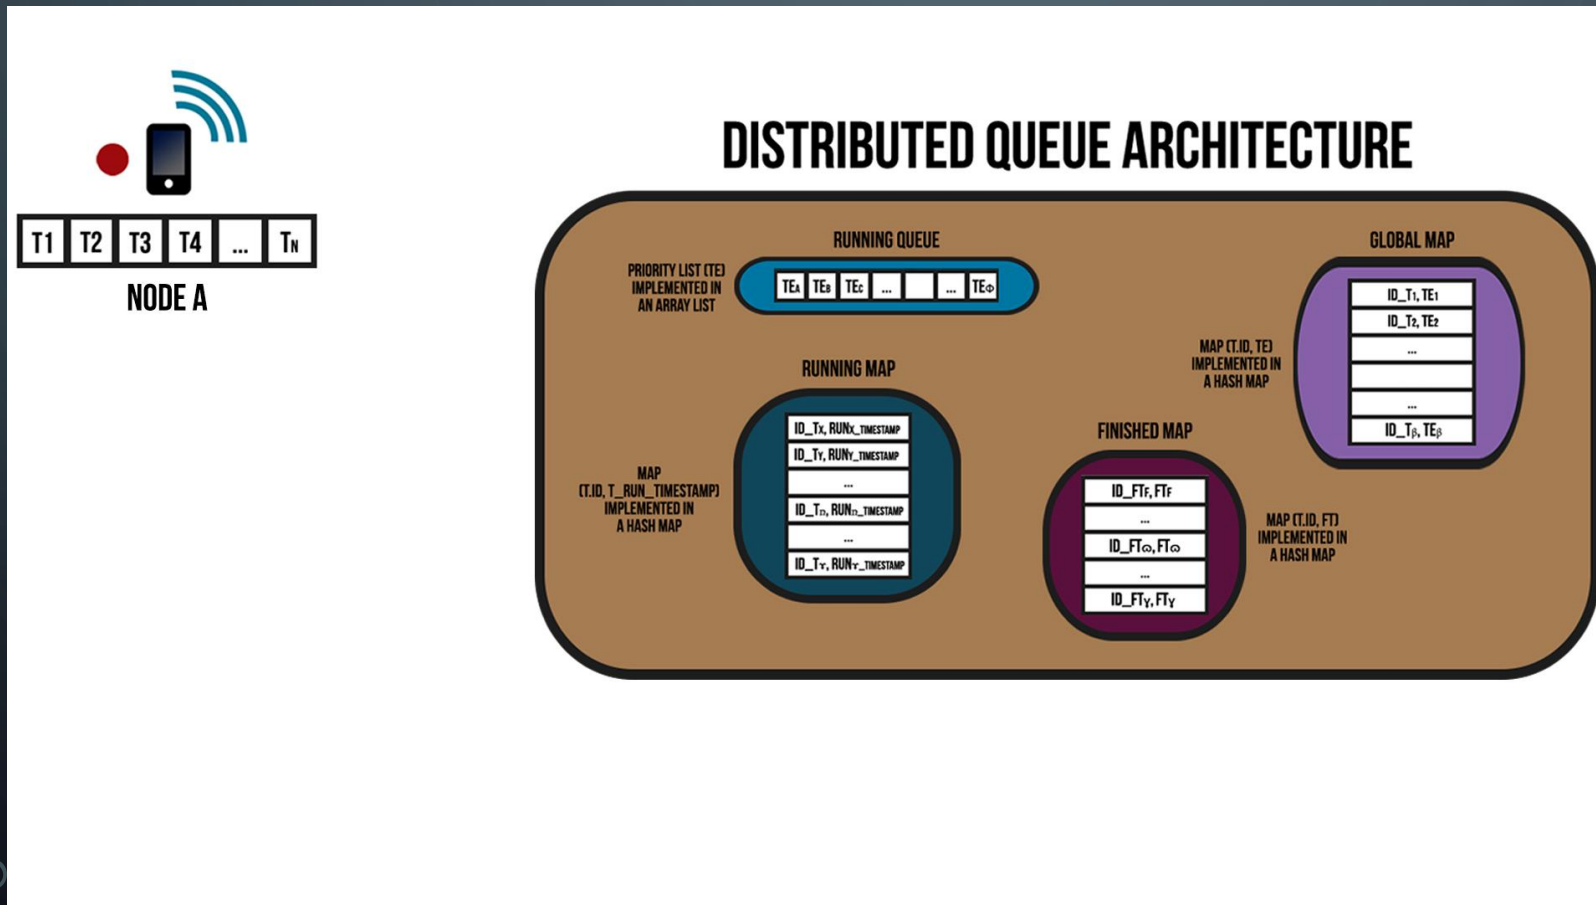 DISTRIBUTED QUEUE ARCHITECTURE
T1 T2 T3 T4 ... TN
NODE A
RUNNING QUEUE
PRIORITY LIST (TE)
IMPLEMENTED IN
AN ARRAY LIST
TEA TEB TEC ... ... TEΦ
GLOBAL MAP
ID_T1, TE1
ID_T2, TE2
...
...
ID_Tβ, TEβ
MAP (T.ID, TE)
IMPLEMENTED IN
A HASH MAP
RUNNING MAP
ID_TX, RUNX_TIMESTAMP
ID_TY, RUNY_TIMESTAMP
...
...
MAP
(T.ID, T_RUN_TIMESTAMP)
IMPLEMENTED IN
A HASH MAP
FINISHED MAP
ID_FTF, FTF
...
...
MAP (T.ID, FT)
IMPLEMENTED IN
A HASH MAP